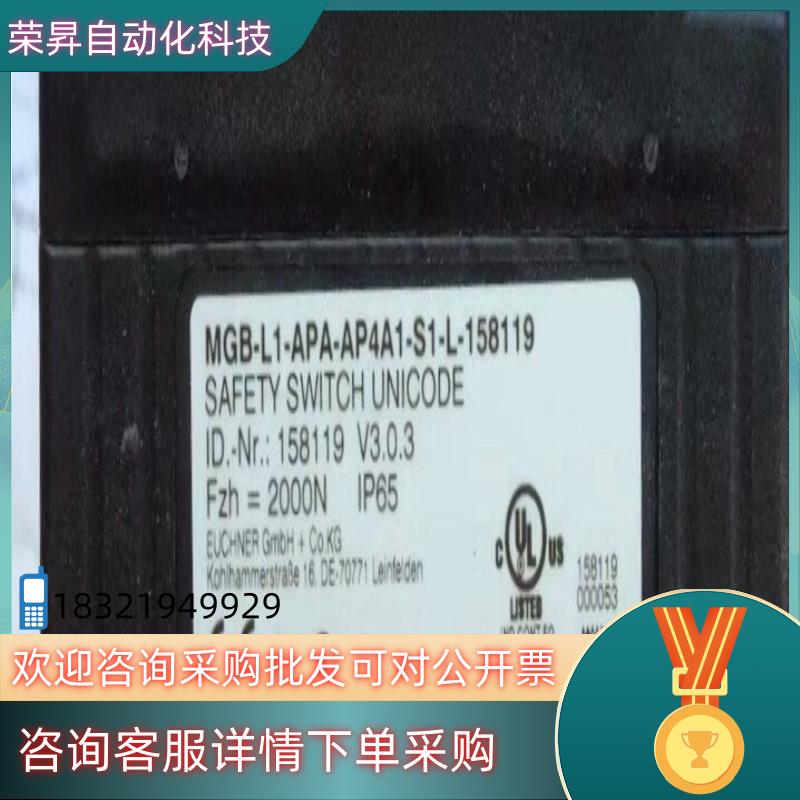 荣昇自动化科技
MGB-L1-APA-AP4A1-S1-L-158119
SAFETY SWITCH UNICODE
ID.-Nr.: 158119 V3.0.3
Fzh = 2000N IP65
EUCHNER GmbH + Co.KG
Kohlhammerstraße 16, DE-70771 Leinfelden
C UL US
LISTED
158119
000053
18321949929
欢迎咨询采购批发可对公开票
咨询客服详情下单采购